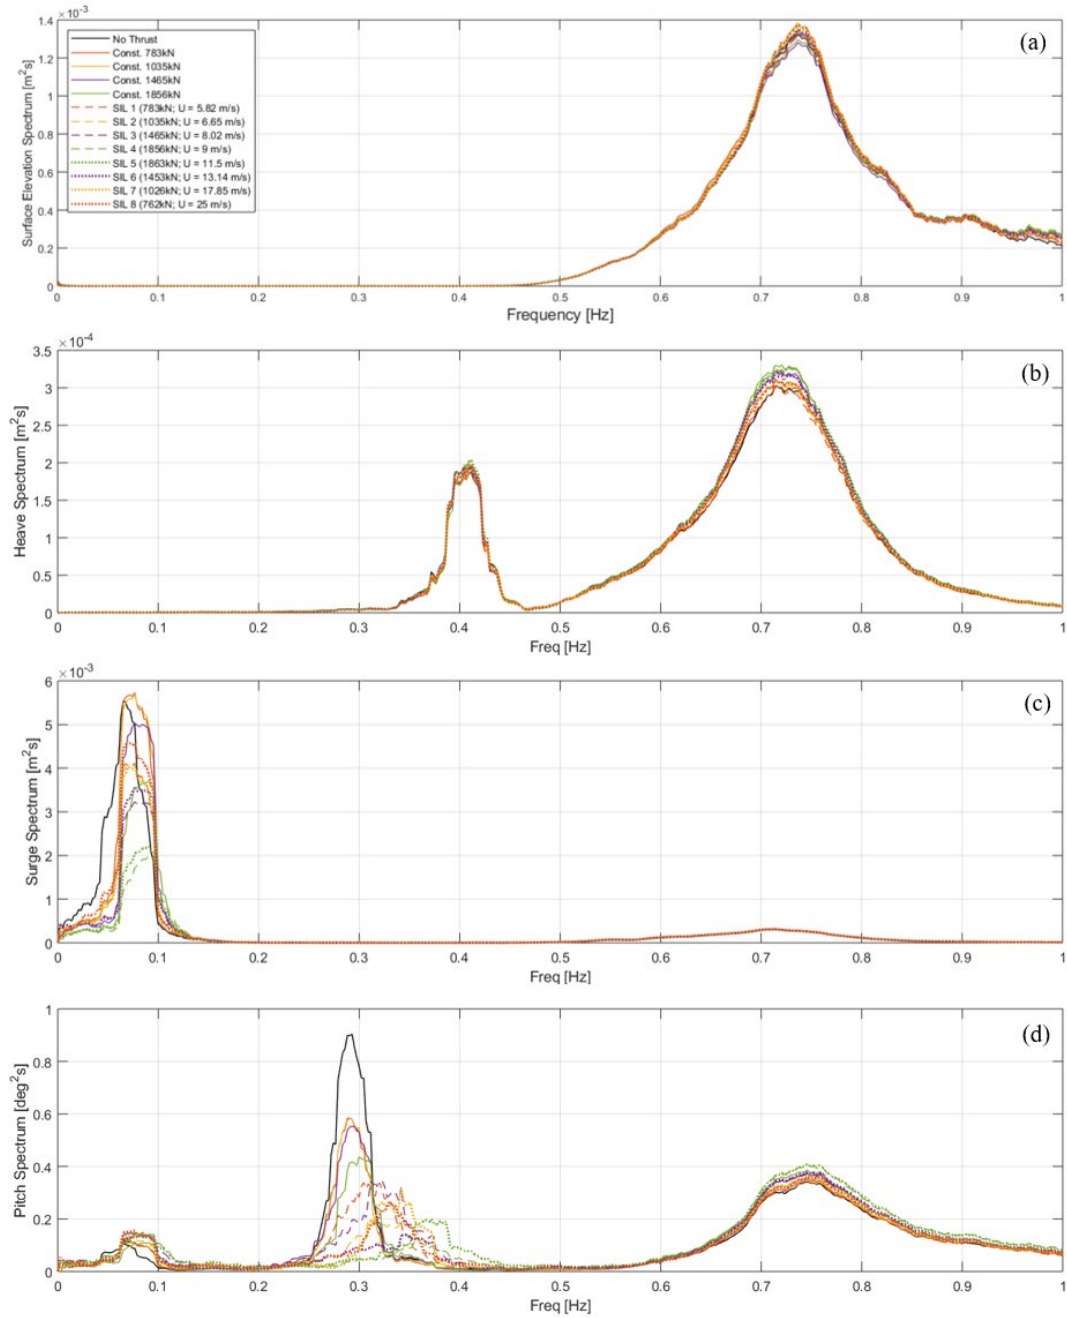 ×10⁻³
1.4
1.2
1
0.8
0.6
0.4
0.2
0
Surface Elevation Spectrum [m²s]
(a)
No Thrust
Const. 783kN
Const. 1035kN
Const. 1465kN
Const. 1856kN
SIL 1 (783kN; U = 5.82 m/s)
SIL 2 (1035kN; U = 6.65 m/s)
SIL 3 (1465kN; U = 8.02 m/s)
SIL 4 (1856kN; U = 9 m/s)
SIL 5 (1863kN; U = 11.5 m/s)
SIL 6 (1453kN; U = 13.14 m/s)
SIL 7 (1026kN; U = 17.85 m/s)
SIL 8 (762kN; U = 25 m/s)
0 0.1 0.2 0.3 0.4 0.5 0.6 0.7 0.8 0.9 1
Frequency [Hz]
×10⁻⁴
3.5
3
2.5
2
1.5
1
0.5
0
Heave Spectrum [m²s]
(b)
0 0.1 0.2 0.3 0.4 0.5 0.6 0.7 0.8 0.9 1
Freq [Hz]
×10⁻³
6
5
4
3
2
1
0
Surge Spectrum [m²s]
(c)
0 0.1 0.2 0.3 0.4 0.5 0.6 0.7 0.8 0.9 1
Freq [Hz]
1
0.8
0.6
0.4
0.2
0
Pitch Spectrum [deg²s]
(d)
0 0.1 0.2 0.3 0.4 0.5 0.6 0.7 0.8 0.9 1
Freq [Hz]